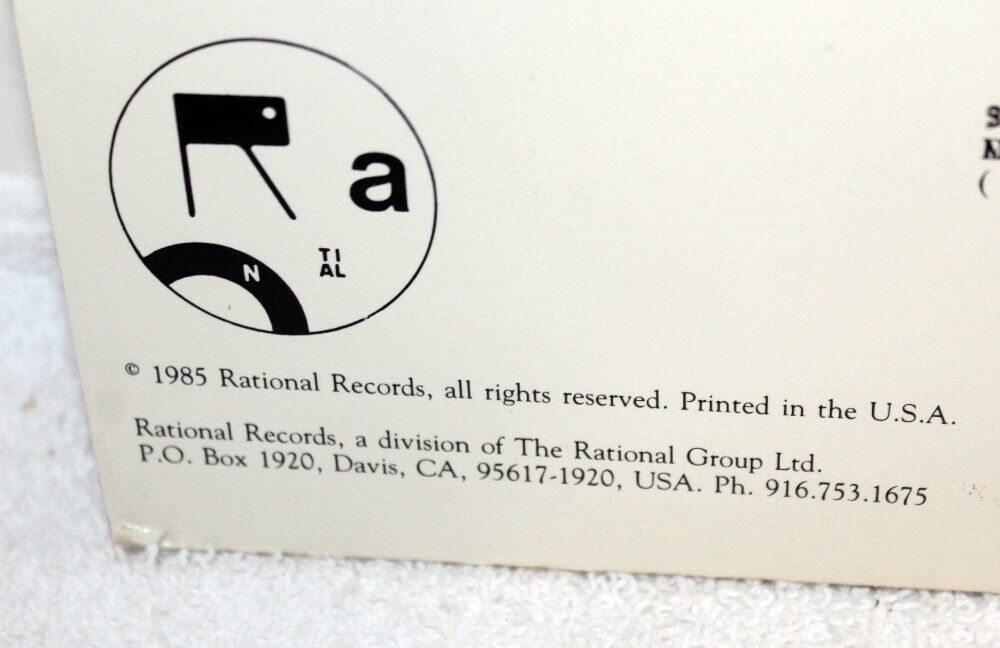 R a
TI
AL
N
© 1985 Rational Records, all rights reserved. Printed in the U.S.A.
Rational Records, a division of The Rational Group Ltd.
P.O. Box 1920, Davis, CA, 95617-1920, USA. Ph. 916.753.1675